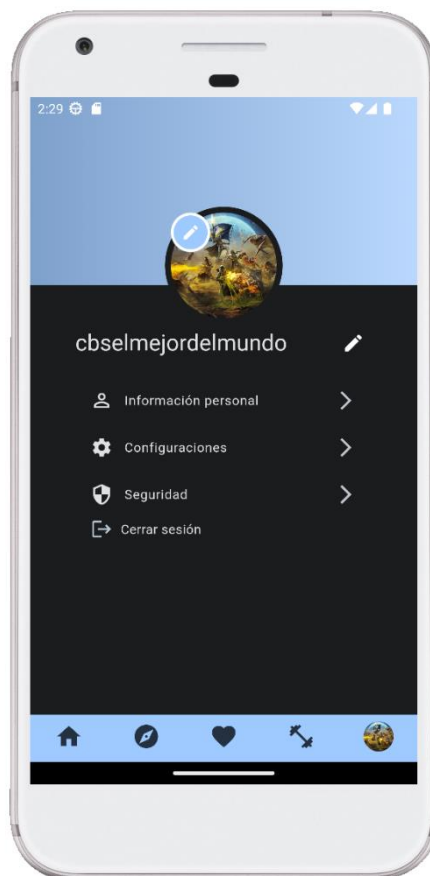 2:29
cbselmejordelmundo
Información personal
Configuraciones
Seguridad
Cerrar sesión